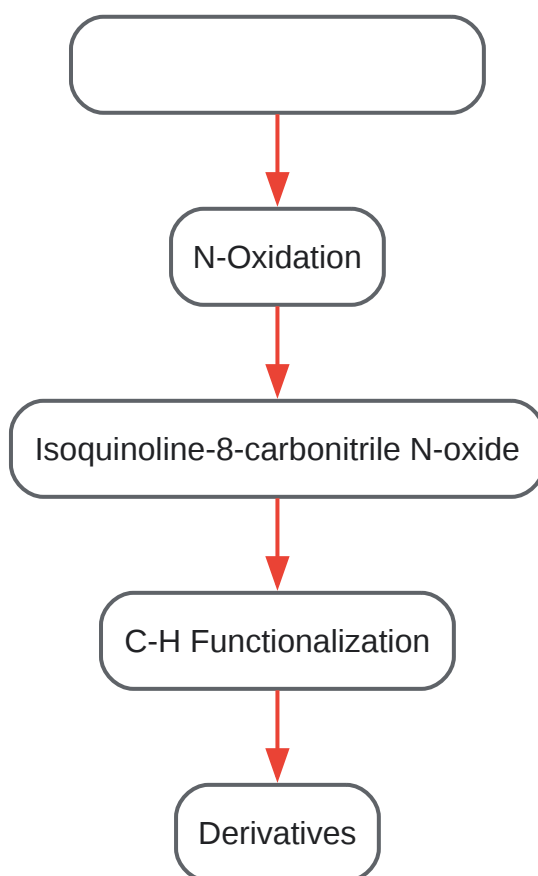 N-Oxidation
Isoquinoline-8-carbonitrile N-oxide
C-H Functionalization
Derivatives